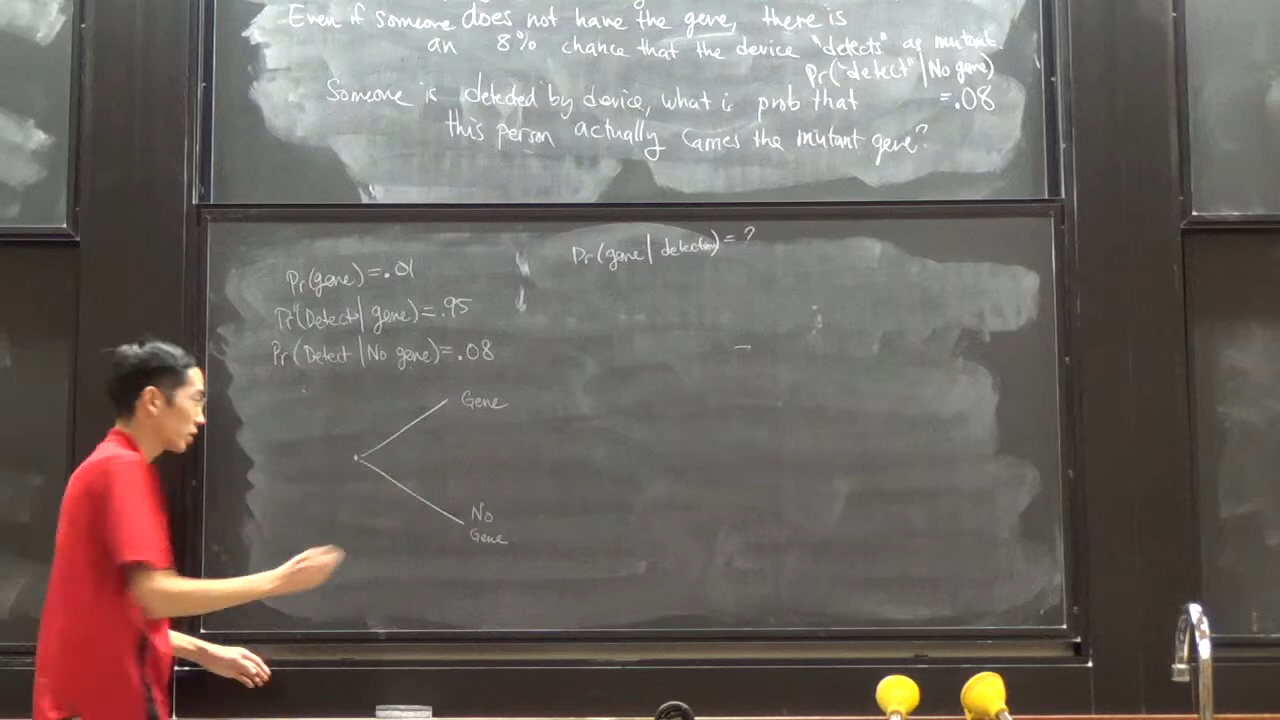 Even if someone does not have the gene, there is
an 8% chance that the device "detects" as mutant.
Pr("detect" | No gene)
= .08
Someone is detected by device, what is prob that
this person actually carries the mutant gene?
Pr(gene | detection) = ?
Pr(gene) = .01
Pr(Detect | gene) = .95
Pr(Detect | No gene) = .08
Gene
No
Gene